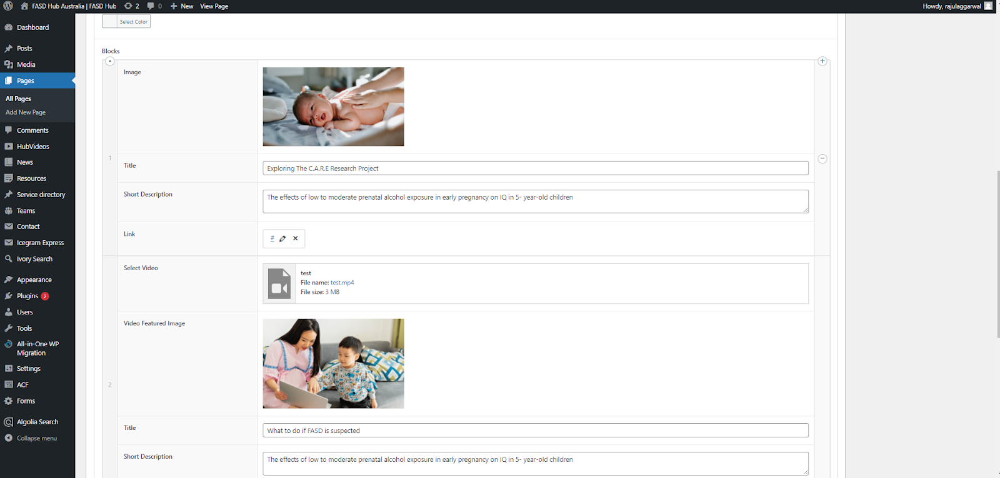 FASD Hub Australia | FASD Hub 2 0 New View Page Howdy, rajulaggarwal
Dashboard
Posts
Media
Pages
All Pages
Add New Page
Comments
HubVideos
News
Resources
Service directory
Teams
Contact
Icegram Express
Ivory Search
Appearance
Plugins 2
Users
Tools
All-in-One WP
Migration
Settings
ACF
Forms
Algolia Search
Collapse menu
Select Color
Blocks
1
Image
Title
Exploring The C.A.R.E Research Project
Short Description
The effects of low to moderate prenatal alcohol exposure in early pregnancy on IQ in 5- year-old children
Link
#
2
Select Video
test
File name: test.mp4
File size: 3 MB
Video Featured Image
Title
What to do if FASD is suspected
Short Description
The effects of low to moderate prenatal alcohol exposure in early pregnancy on IQ in 5- year-old children